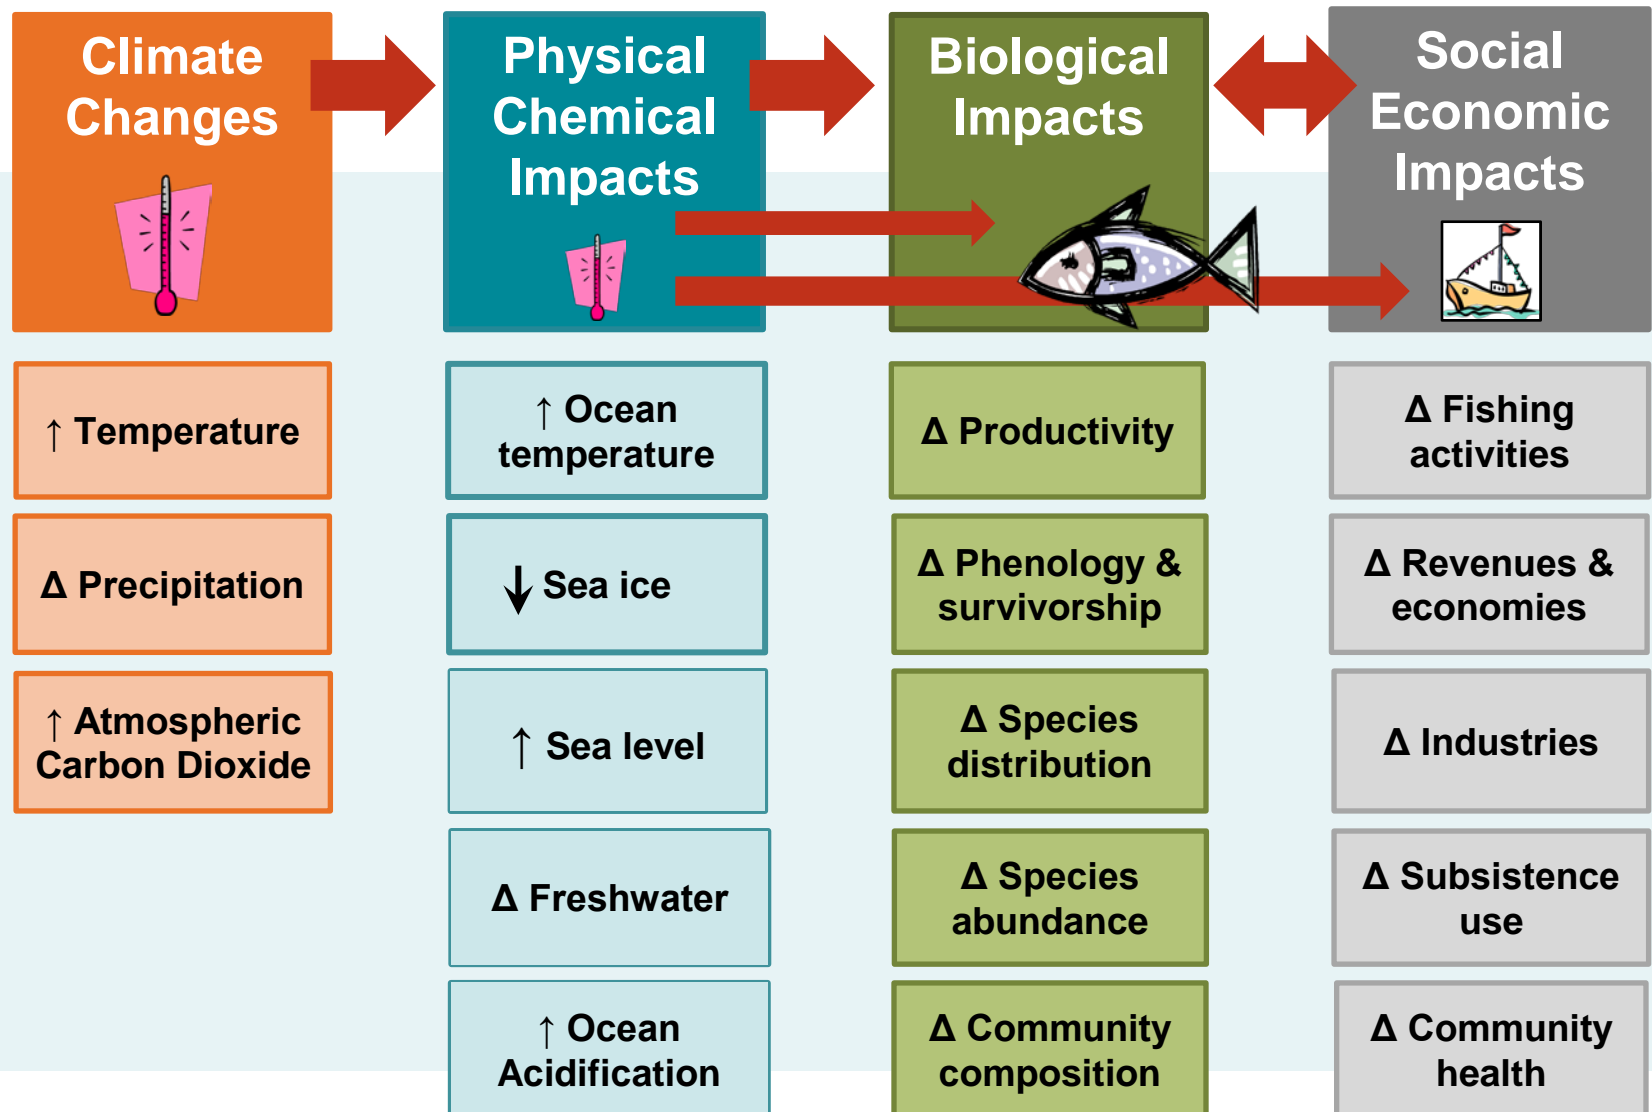 Climate
Changes
Physical
Chemical
Impacts
Biological
Impacts
Social
Economic
Impacts
↑ Temperature
Δ Precipitation
↑ Atmospheric
Carbon Dioxide
↑ Ocean
temperature
↓ Sea ice
↑ Sea level
Δ Freshwater
↑ Ocean
Acidification
Δ Productivity
Δ Phenology &
survivorship
Δ Species
distribution
Δ Species
abundance
Δ Community
composition
Δ Fishing
activities
Δ Revenues &
economies
Δ Industries
Δ Subsistence
use
Δ Community
health